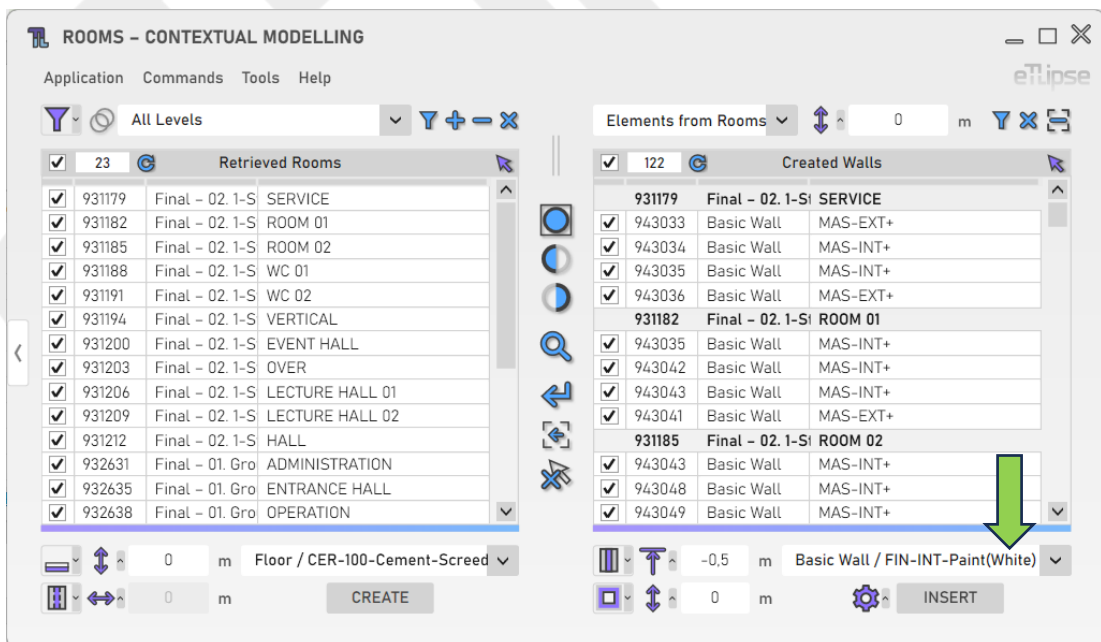 ROOMS – CONTEXTUAL MODELLING
Application Commands Tools Help
eTLipse
All Levels
Elements from Rooms 0 m
23 Retrieved Rooms
122 Created Walls
931179 Final – 02. 1-S SERVICE
931182 Final – 02. 1-S ROOM 01
931185 Final – 02. 1-S ROOM 02
931188 Final – 02. 1-S WC 01
931191 Final – 02. 1-S WC 02
931194 Final – 02. 1-S VERTICAL
931200 Final – 02. 1-S EVENT HALL
931203 Final – 02. 1-S OVER
931206 Final – 02. 1-S LECTURE HALL 01
931209 Final – 02. 1-S LECTURE HALL 02
931212 Final – 02. 1-S HALL
932631 Final – 01. Gro ADMINISTRATION
932635 Final – 01. Gro ENTRANCE HALL
932638 Final – 01. Gro OPERATION
931179 Final – 02. 1-St SERVICE
943033 Basic Wall MAS-EXT+
943034 Basic Wall MAS-INT+
943035 Basic Wall MAS-INT+
943036 Basic Wall MAS-EXT+
931182 Final – 02. 1-St ROOM 01
943035 Basic Wall MAS-INT+
943042 Basic Wall MAS-INT+
943043 Basic Wall MAS-INT+
943041 Basic Wall MAS-EXT+
931185 Final – 02. 1-St ROOM 02
943043 Basic Wall MAS-INT+
943048 Basic Wall MAS-INT+
943049 Basic Wall MAS-INT+
0 m Floor / CER-100-Cement-Screed
0 m CREATE
-0,5 m Basic Wall / FIN-INT-Paint(White)
0 m INSERT